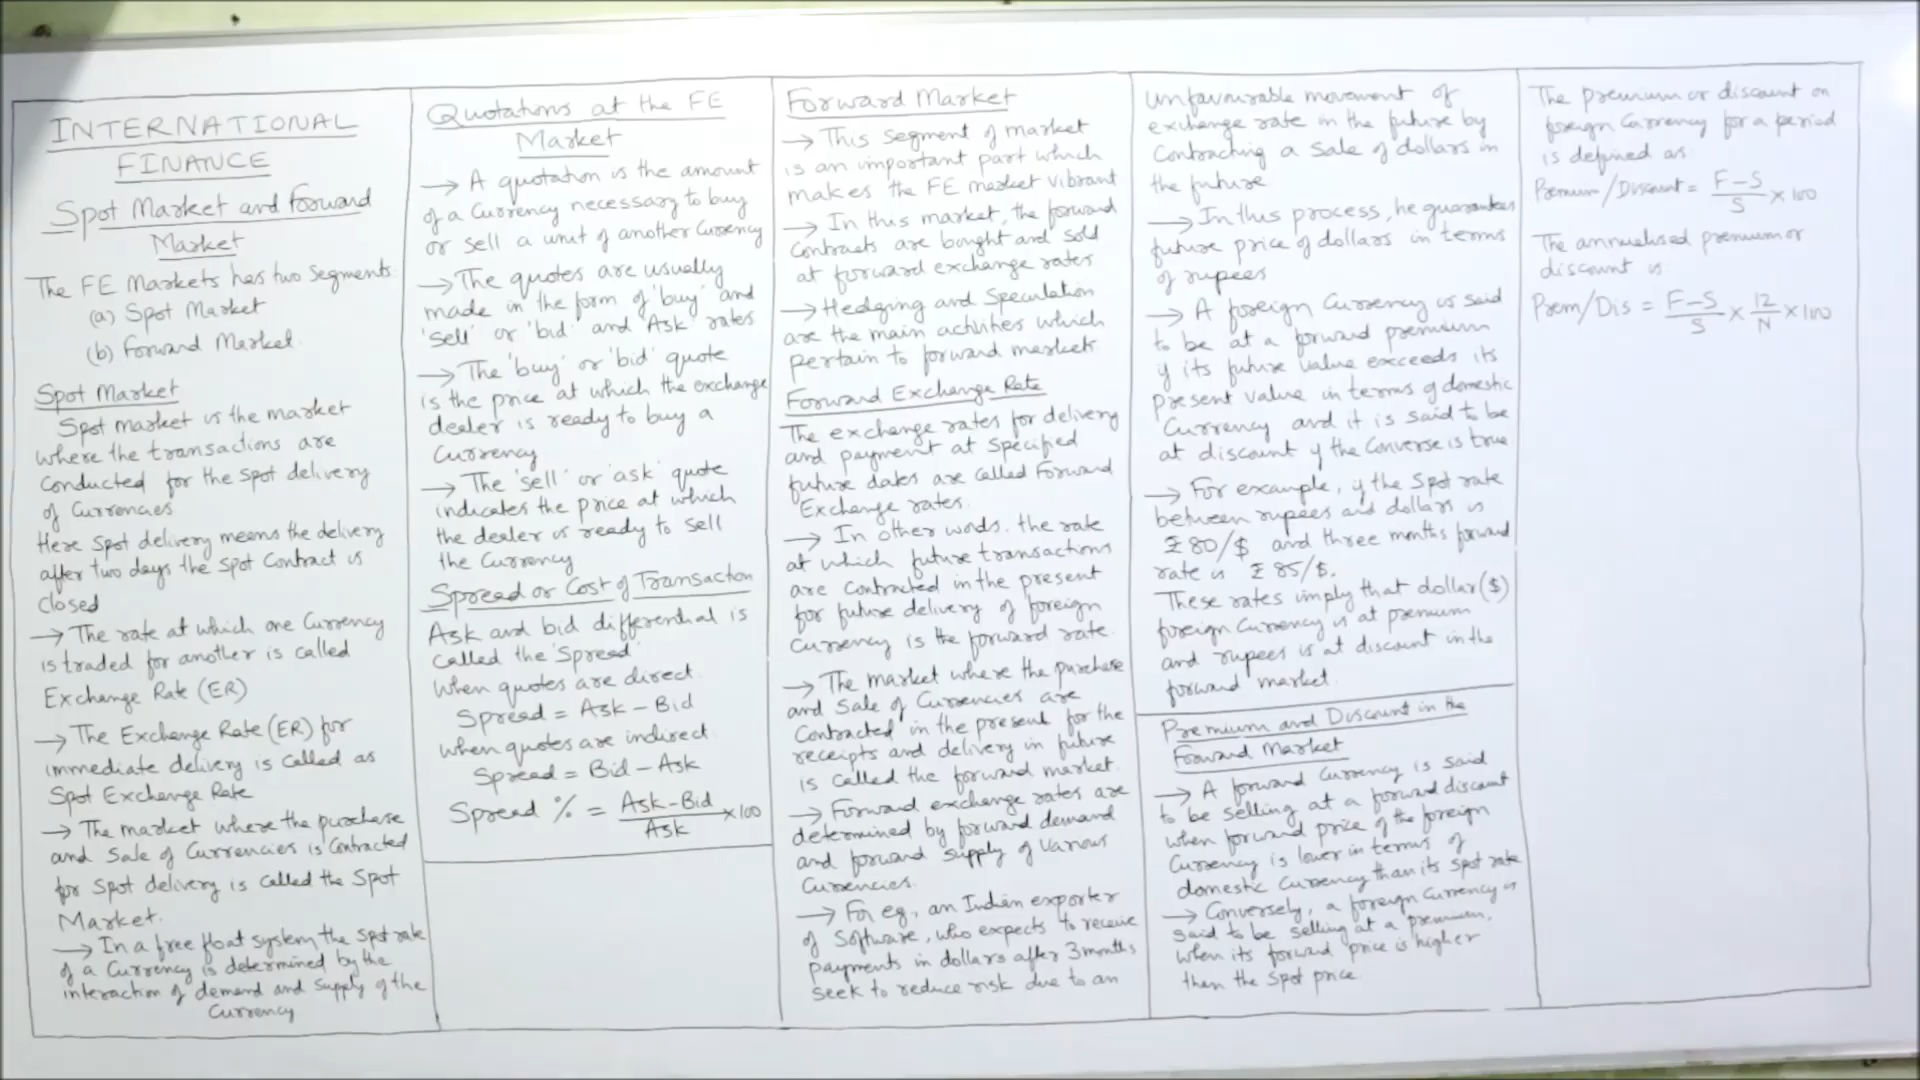 INTERNATIONAL
FINANCE
Spot Market and Forward
Market
The FE Markets has two Segments.
(a) Spot Market
(b) Forward Market.
Spot Market
Spot market is the market
where the transactions are
conducted for the spot delivery
of Currencies
Here Spot delivery means the delivery
after two days the spot Contract is
closed
→ The rate at which one Currency
is traded for another is called
Exchange Rate (ER)
→ The Exchange Rate (ER) for
immediate delivery is called as
Spot Exchange Rate
→ The market where the purchase
and Sale of Currencies is Contracted
for Spot delivery is called the Spot
Market.
→ In a free float system, the spot rate
of a Currency is determined by the
interaction of demand and supply of the
Currency
Quotations at the FE
Market
→ A quotation is the amount
of a Currency necessary to buy
or sell a unit of another Currency
→ The quotes are usually
made in the form of 'buy' and
'sell' or 'bid' and 'Ask' rates
→ The 'buy' or 'bid' quote
is the price at which the exchange
dealer is ready to buy a
Currency
→ The 'sell' or 'ask' quote
indicates the price at which
the dealer is ready to sell
the Currency
Spread or Cost of Transaction
Ask and bid differential is
called the 'Spread'
When quotes are direct.
Spread = Ask - Bid
When quotes are indirect.
Spread = Bid - Ask
Spread % = Ask-Bid/Ask × 100
Forward Market
→ This segment of market
is an important part which
makes the FE market vibrant
→ In this market, the forward
Contracts are bought and sold
at forward exchange rates
→ Hedging and Speculation
are the main activities which
pertain to forward markets
Forward Exchange Rate
The exchange rates for delivery
and payment at specified
future dates are called Forward
Exchange rates.
→ In other words. the rate
at which future transactions
are contracted in the present
for future delivery of foreign
Currency is the forward rate.
→ The market where the purchase
and Sale of Currencies are
Contracted in the present for the
receipts and delivery in future
is called the forward market.
→ Forward exchange rates are
determined by forward demand
and forward supply of various
Currencies.
→ For eg, an Indian exporter
of Software, who expects to receive
payments in dollars after 3 months
seek to reduce risk due to an
unfavourable movement of
exchange rate in the future by
Contracting a Sale of dollars in
the future
→ In this process, he guarantees
future price of dollars in terms
of rupees
→ A foreign Currency is said
to be at a forward premium
if its future value exceeds its
present value in terms of domestic
Currency and it is said to be
at discount if the Converse is true
→ For example, if the Spot rate
between rupees and dollars is
₹80/$ and three months forward
rate is ₹85/$.
These rates imply that dollar ($)
foreign Currency is at premium
and rupees is at discount in the
forward market.
Premium and Discount in the
Forward Market
→ A forward Currency is said
to be selling at a forward discount
when forward price of the foreign
Currency is lower in terms of
domestic Currency than its spot rate
→ Conversely, a foreign Currency is
said to be selling at a premium.
when its forward price is higher
than the spot price
The premium or discount on
foreign Currency for a period
is defined as
Premium/Discount = F-S/S × 100
The annualised premium or
discount is
Prem/Dis = F-S/S × 12/N × 100